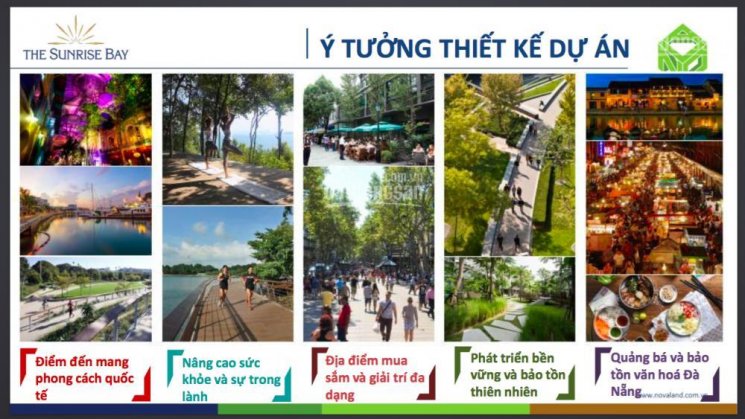 THE SUNRISE BAY
Ý TƯỞNG THIẾT KẾ DỰ ÁN
Điểm đến mang
phong cách quốc
tế
Nâng cao sức
khỏe và sự trong
lành
Địa điểm mua
sắm và giải trí đa
dạng
Phát triển bền
vững và bảo tồn
thiên nhiên
Quảng bá và bảo
tồn văn hoá Đà
Nẵng
www.novaland.com.vn